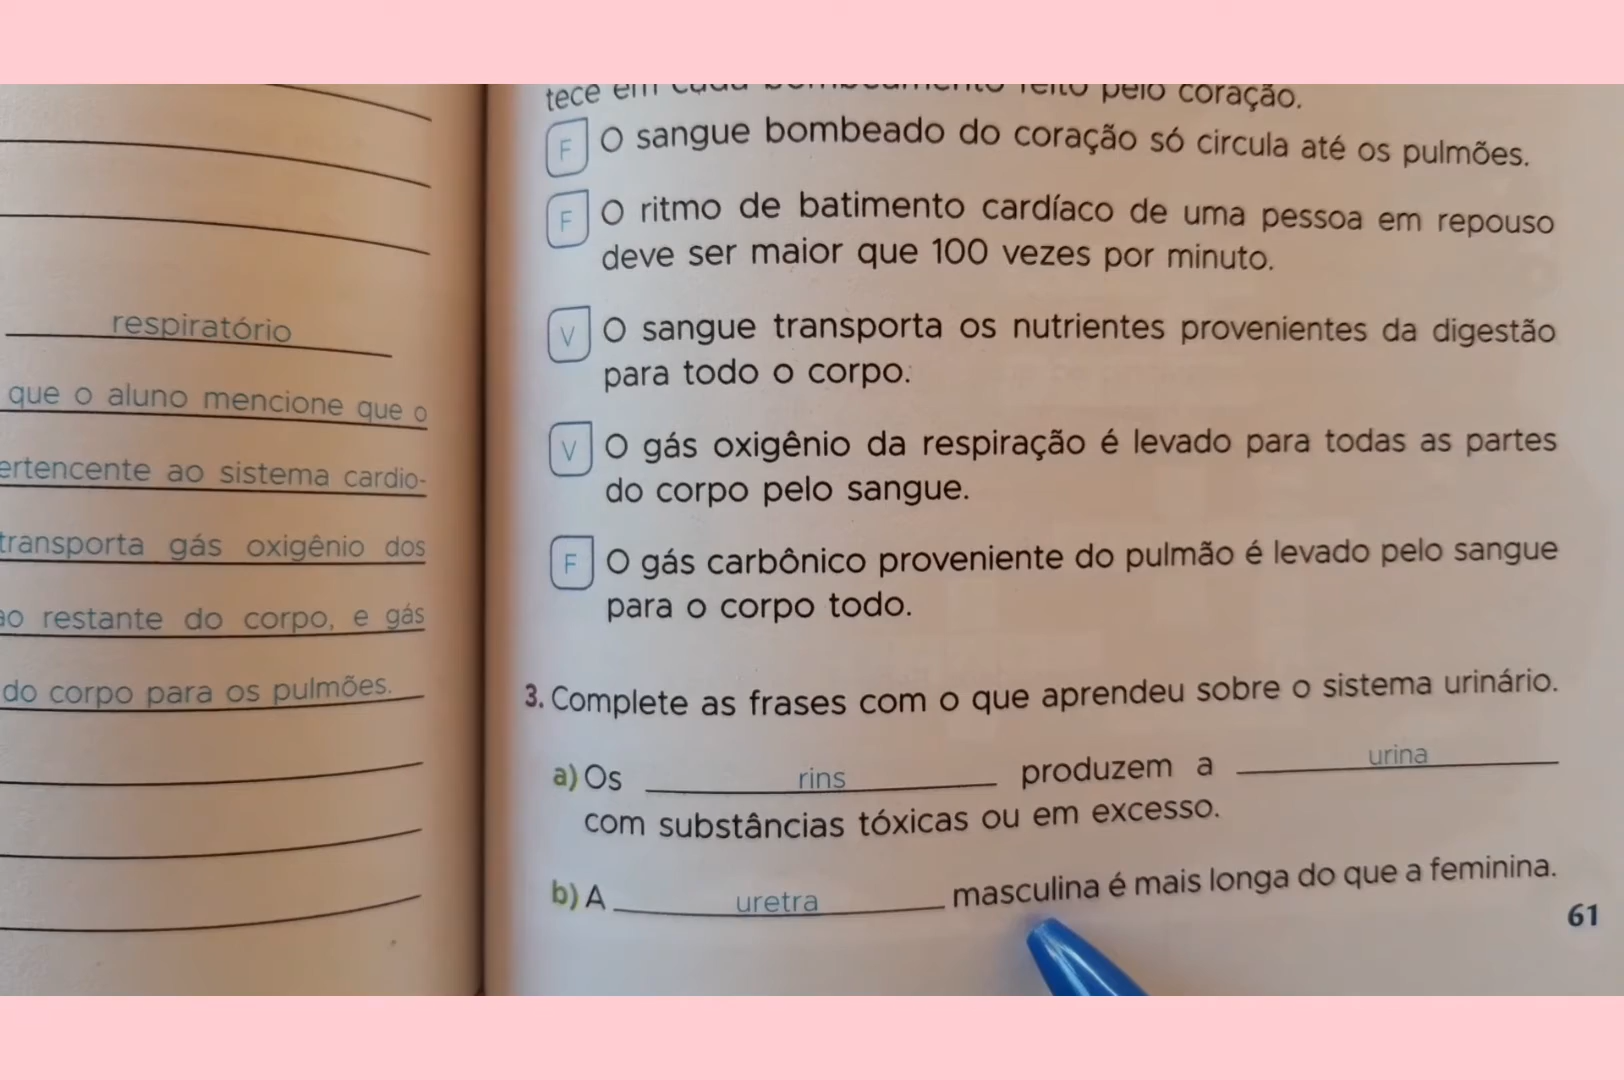 respiratório
que o aluno mencione que o
ertencente ao sistema cardio-
transporta gás oxigênio dos
ao restante do corpo, e gás
do corpo para os pulmões.
tece em cada bombeamento feito pelo coração.
F O sangue bombeado do coração só circula até os pulmões.
F O ritmo de batimento cardíaco de uma pessoa em repouso
deve ser maior que 100 vezes por minuto.
V O sangue transporta os nutrientes provenientes da digestão
para todo o corpo.
V O gás oxigênio da respiração é levado para todas as partes
do corpo pelo sangue.
F O gás carbônico proveniente do pulmão é levado pelo sangue
para o corpo todo.
3. Complete as frases com o que aprendeu sobre o sistema urinário.
a) Os rins produzem a urina
com substâncias tóxicas ou em excesso.
b) A uretra masculina é mais longa do que a feminina.
61